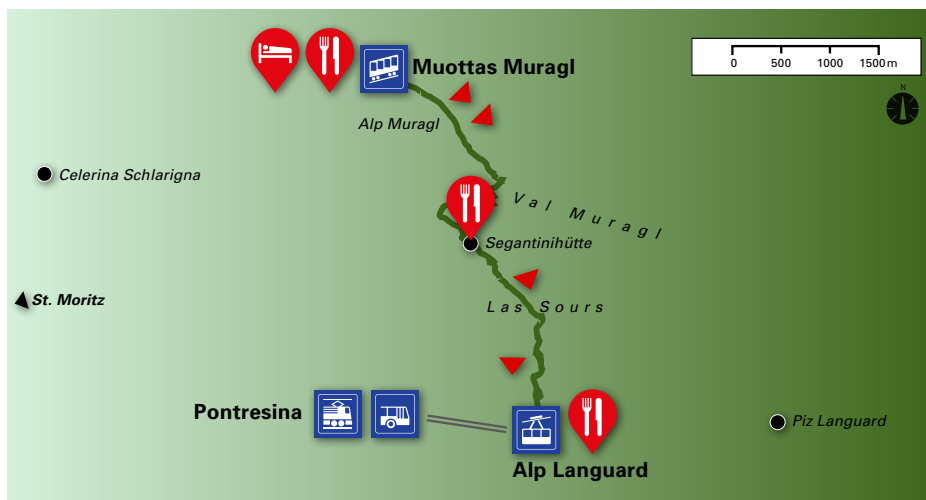 Muottas Muragl
0 500 1000 1500 m
N
Alp Muragl
Celerina Schlarigna
Val Muragl
Segantinihütte
St. Moritz
Las Sours
Pontresina
Piz Languard
Alp Languard